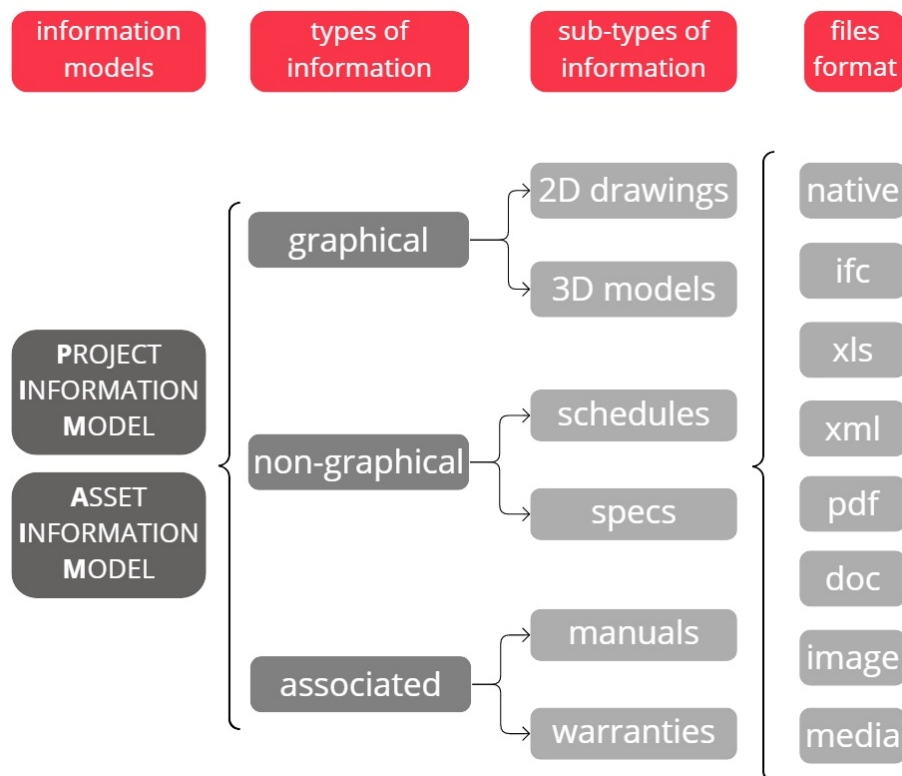 information
models
types of
information
sub-types of
information
files
format
PROJECT
INFORMATION
MODEL
ASSET
INFORMATION
MODEL
graphical
non-graphical
associated
2D drawings
3D models
schedules
specs
manuals
warranties
native
ifc
xls
xml
pdf
doc
image
media